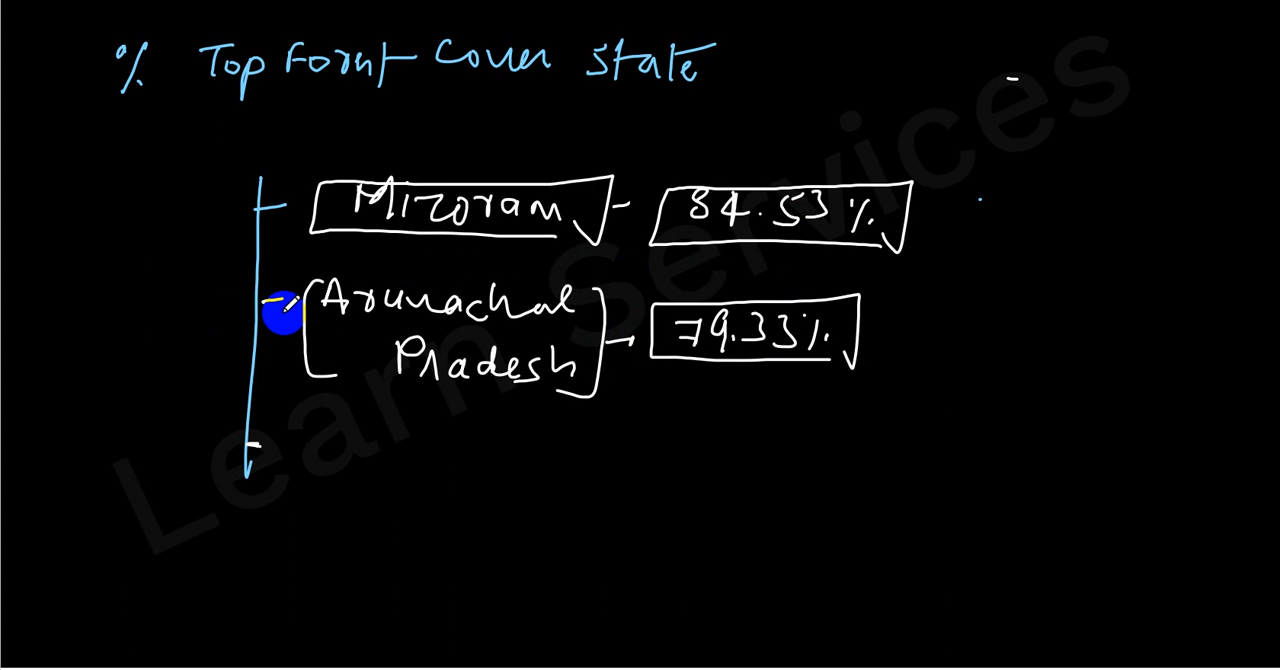 % Top Forest Cover State
Mizoram - 84.53%
Arunachal
Pradesh - 79.33%
Learn Services